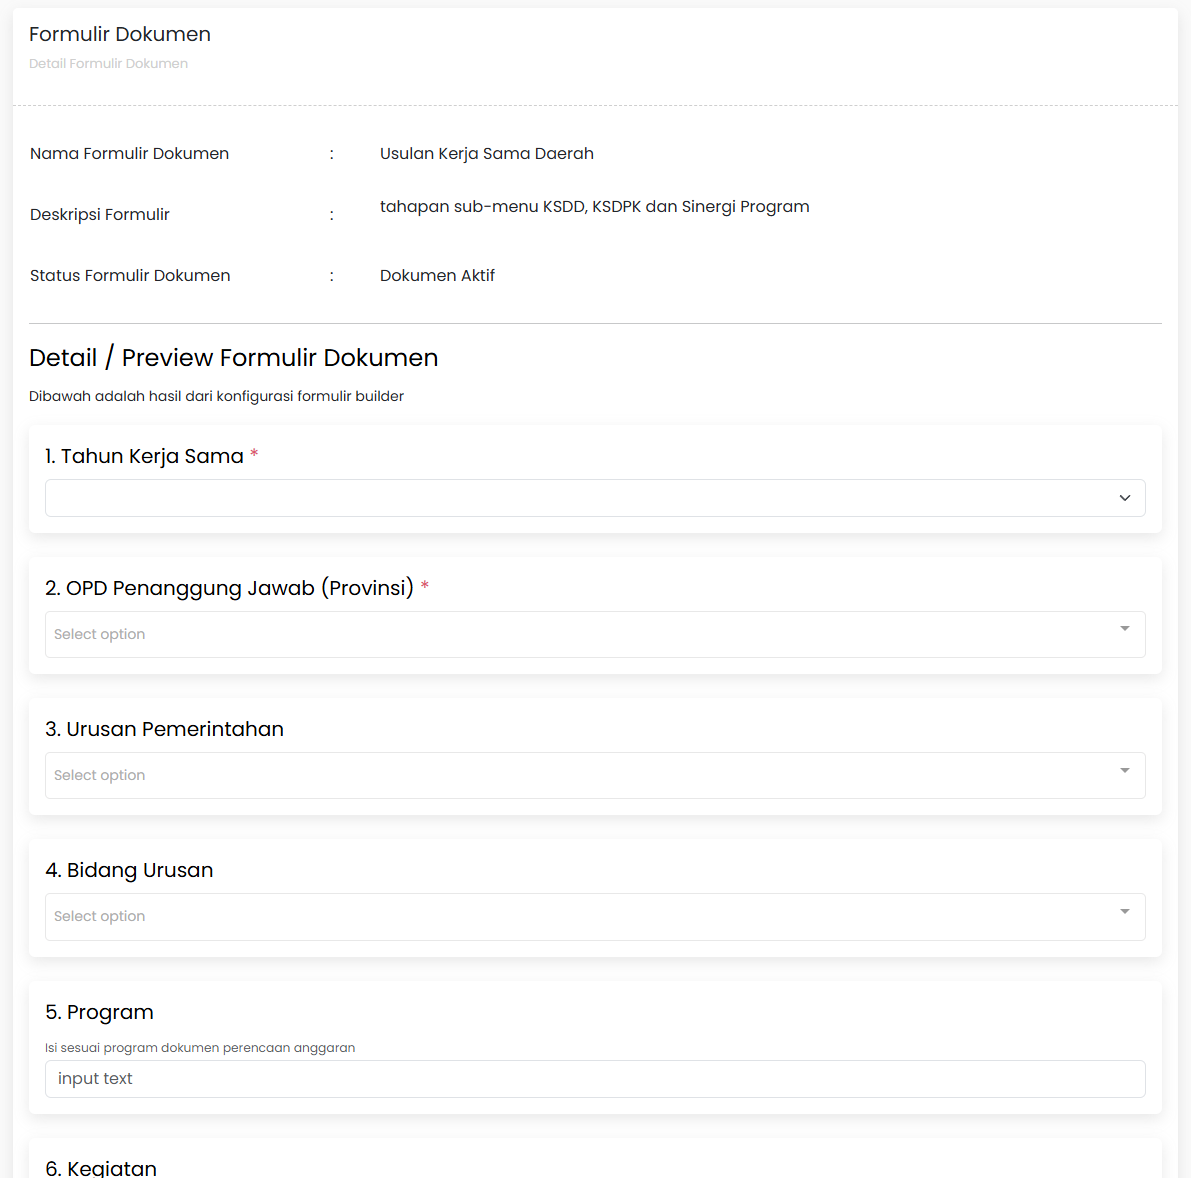 Formulir Dokumen
Detail Formulir Dokumen
Nama Formulir Dokumen : Usulan Kerja Sama Daerah
Deskripsi Formulir : tahapan sub-menu KSDD, KSDPK dan Sinergi Program
Status Formulir Dokumen : Dokumen Aktif
Detail / Preview Formulir Dokumen
Dibawah adalah hasil dari konfigurasi formulir builder
1. Tahun Kerja Sama *
2. OPD Penanggung Jawab (Provinsi) *
Select option
3. Urusan Pemerintahan
Select option
4. Bidang Urusan
Select option
5. Program
Isi sesuai program dokumen perencaan anggaran
input text
6. Kegiatan